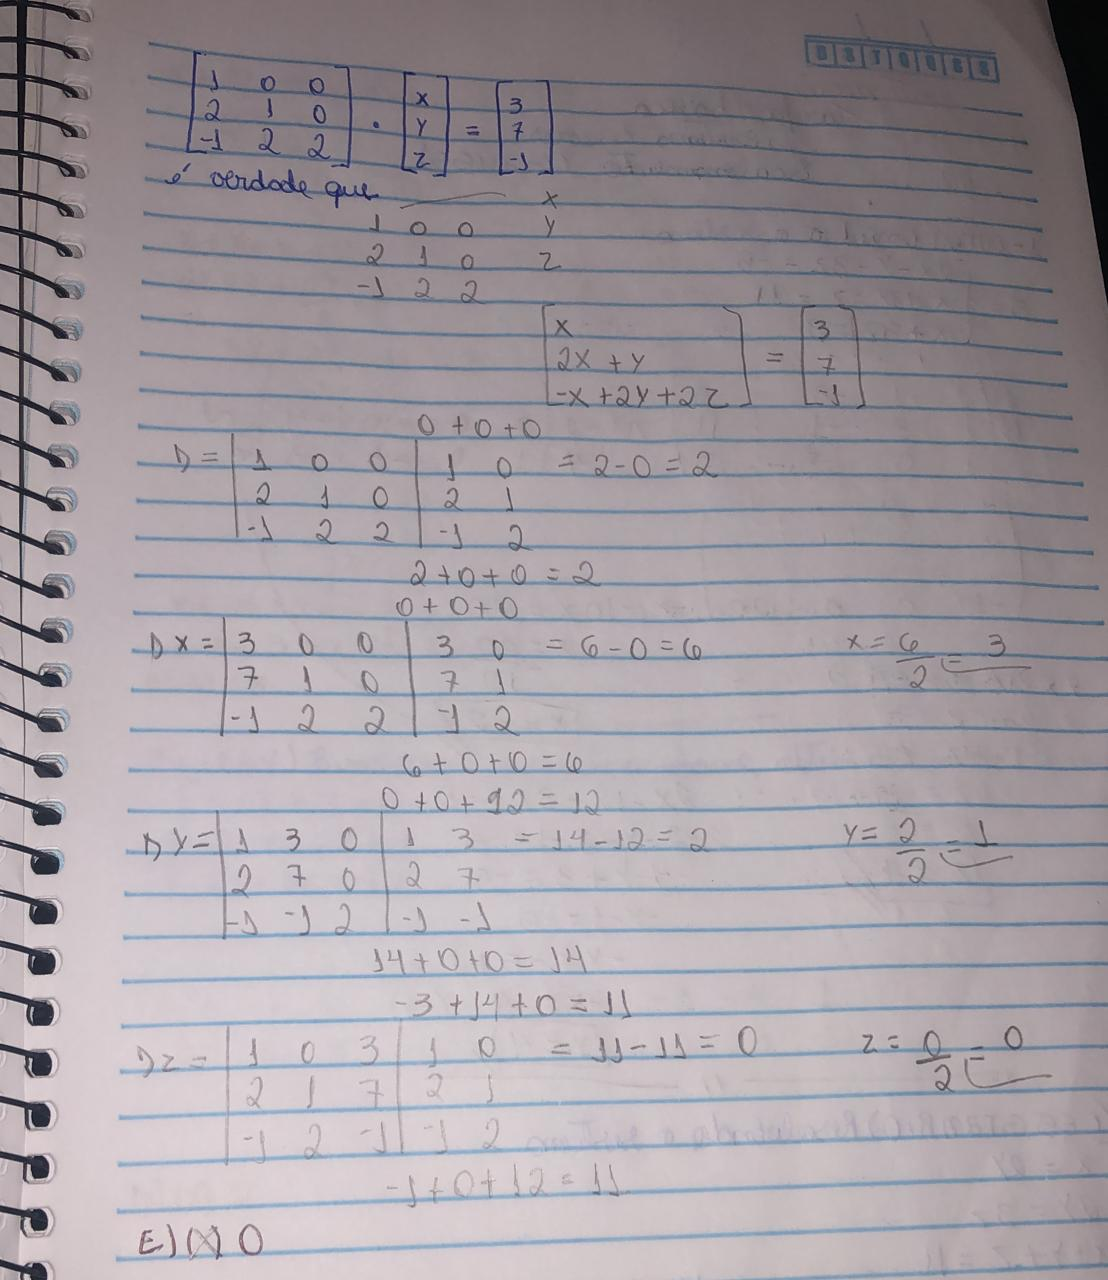 1 0 0
2 1 0
-1 2 2
·
x
y
z
=
3
7
-1
é verdade que
1 0 0 x
2 1 0 y
-1 2 2 z
x
2x + y
-x + 2y + 2z
=
3
7
-1
0 + 0 + 0
D = 1 0 0 1 0 = 2 - 0 = 2
2 1 0 2 1
-1 2 2 -1 2
2 + 0 + 0 = 2
0 + 0 + 0
Dx = 3 0 0 3 0 = 6 - 0 = 6 x = 6/2 = 3
7 1 0 7 1
-1 2 2 -1 2
6 + 0 + 0 = 6
0 + 0 + 12 = 12
Dy = 1 3 0 1 3 = 14 - 12 = 2 y = 2/2 = 1
2 7 0 2 7
-1 -1 2 -1 -1
14 + 0 + 0 = 14
-3 + 14 + 0 = 11
Dz = 1 0 3 1 0 = 11 - 11 = 0 z = 0/2 = 0
2 1 7 2 1
-1 2 -1 -1 2
-1 + 0 + 12 = 11
E) (X) 0